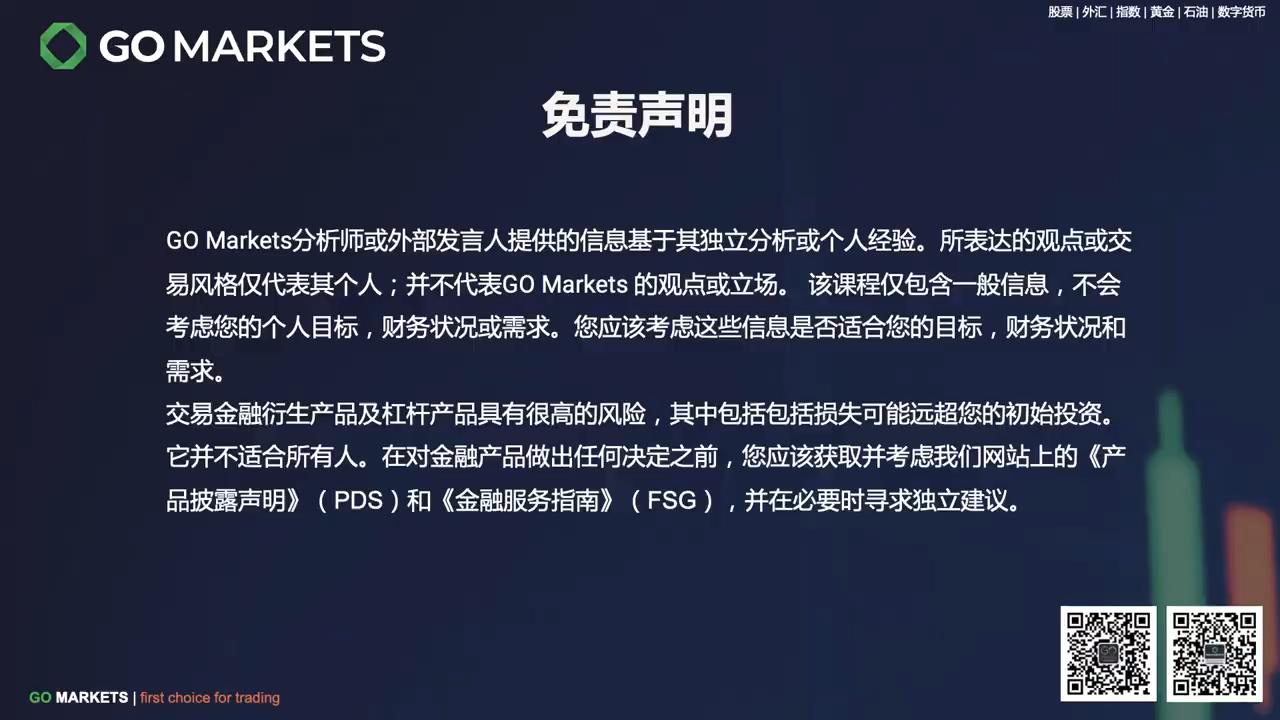 股票 | 外汇 | 指数 | 黄金 | 石油 | 数字货币
GO MARKETS
免责声明
GO Markets分析师或外部发言人提供的信息基于其独立分析或个人经验。所表达的观点或交
易风格仅代表其个人；并不代表GO Markets 的观点或立场。 该课程仅包含一般信息，不会
考虑您的个人目标，财务状况或需求。您应该考虑这些信息是否适合您的目标，财务状况和
需求。
交易金融衍生产品及杠杆产品具有很高的风险，其中包括包括损失可能远超您的初始投资。
它并不适合所有人。在对金融产品做出任何决定之前，您应该获取并考虑我们网站上的《产
品披露声明》（PDS）和《金融服务指南》（FSG），并在必要时寻求独立建议。
GO MARKETS | first choice for trading